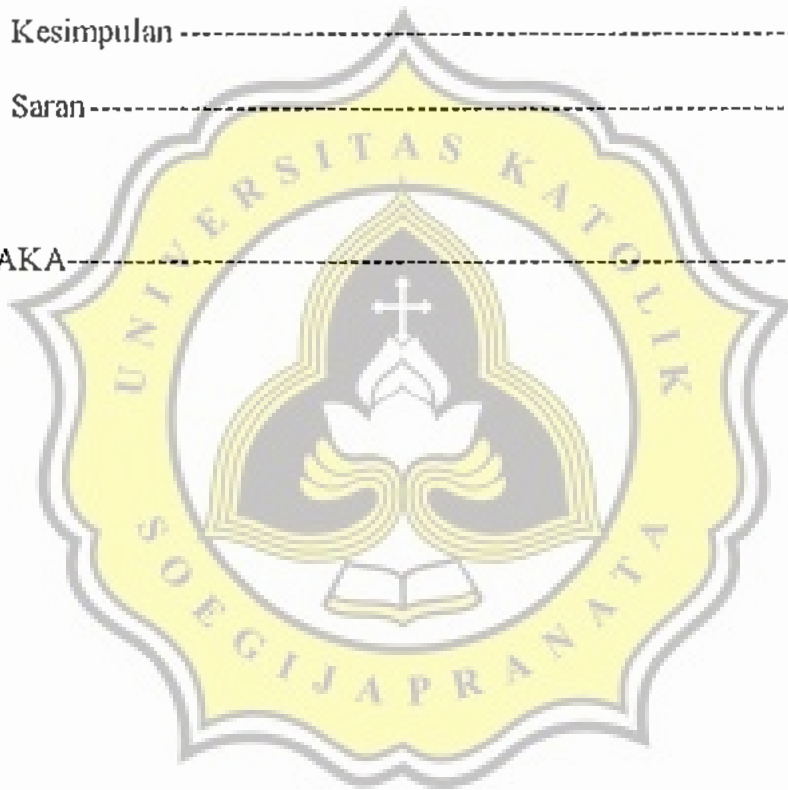 Kesimpulan
Saran
AKA
UNIVERSITAS KATOLIK
SOEGIJAPRANATA